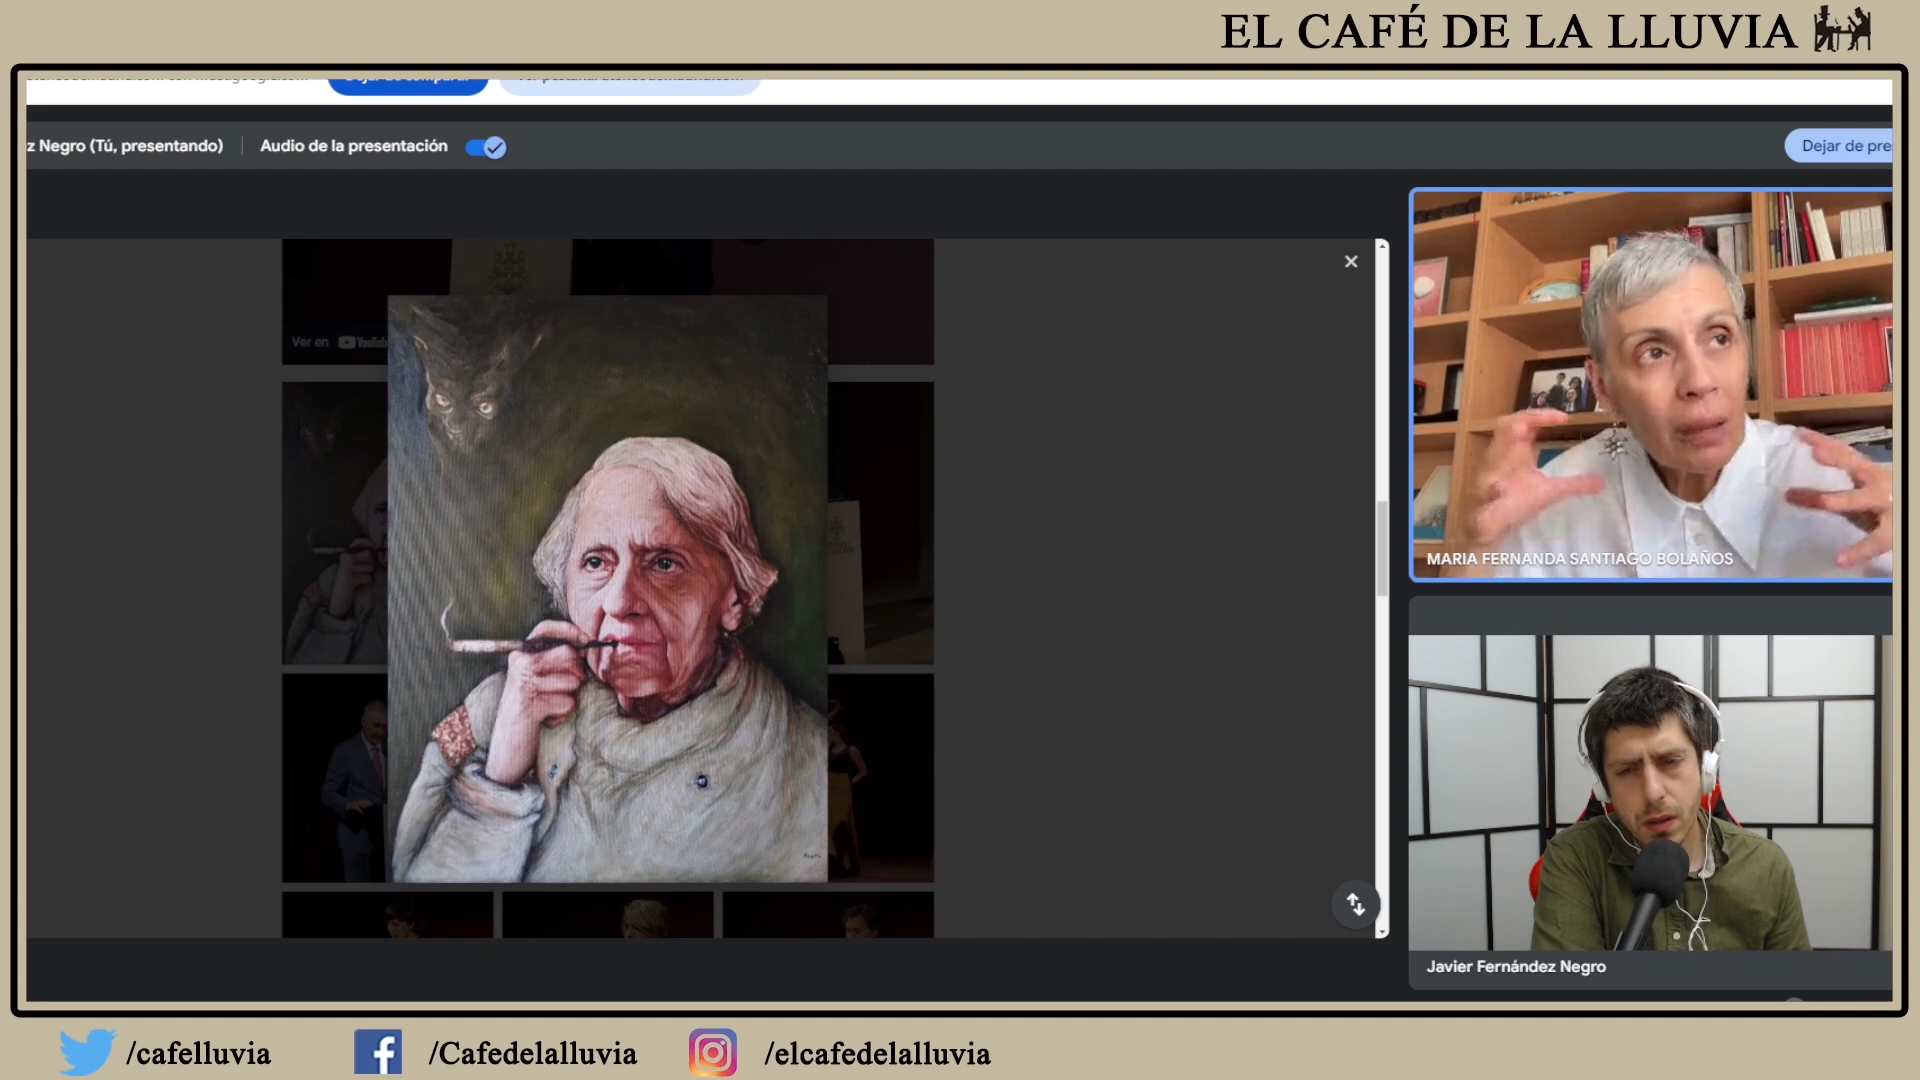 EL CAFÉ DE LA LLUVIA
z Negro (Tú, presentando)
Audio de la presentación
Dejar de pre
Ver en YouTube
MARIA FERNANDA SANTIAGO BOLAÑOS
Javier Fernández Negro
/cafelluvia
/Cafedelalluvia
/elcafedelalluvia